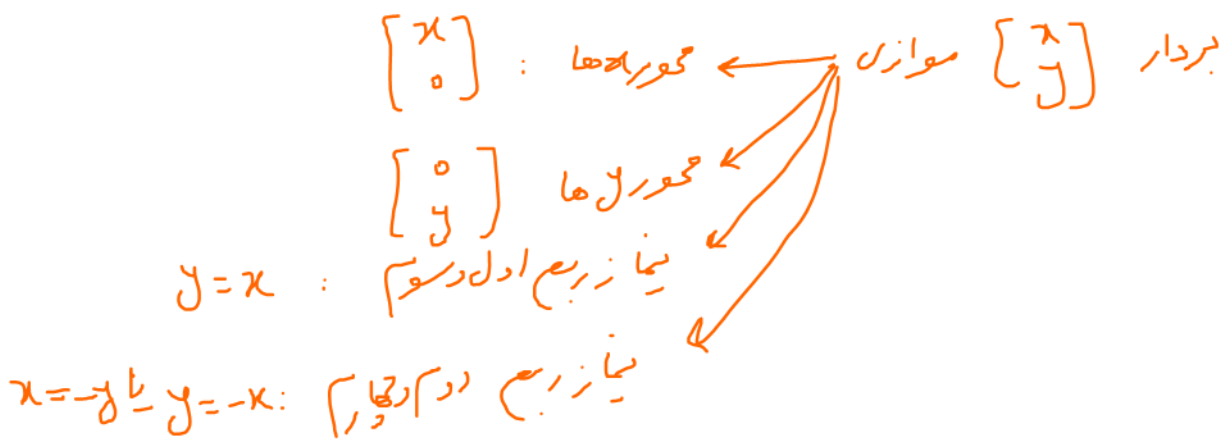 بردار [x y] موازی محور x ها : [x 0]
محور y ها [0 y]
نیمساز ربع اول و سوم : y=x
نیمساز ربع دوم و چهارم : y=-x یا x=-y